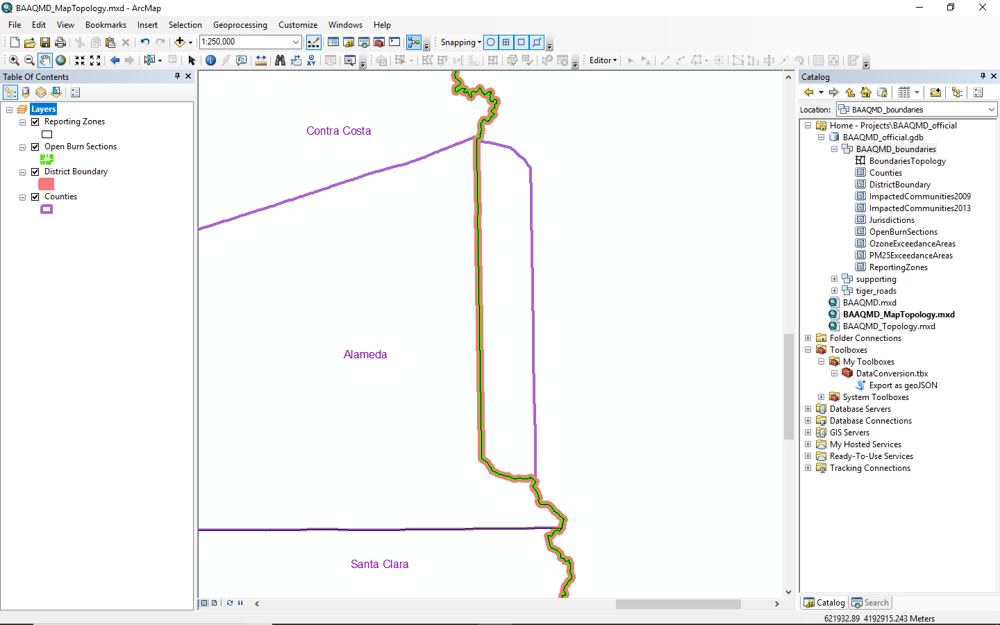 BAAQMD_MapTopology.mxd - ArcMap
File Edit View Bookmarks Insert Selection Geoprocessing Customize Windows Help
1:250,000
Snapping
Editor
Table Of Contents
Layers
Reporting Zones
Open Burn Sections
District Boundary
Counties
Contra Costa
Alameda
Santa Clara
Catalog
Location: BAAQMD_boundaries
Home - Projects\BAAQMD_official
BAAQMD_official.gdb
BAAQMD_boundaries
BoundariesTopology
Counties
DistrictBoundary
ImpactedCommunities2009
ImpactedCommunities2013
Jurisdictions
OpenBurnSections
OzoneExceedanceAreas
PM25ExceedanceAreas
ReportingZones
supporting
tiger_roads
BAAQMD.mxd
BAAQMD_MapTopology.mxd
BAAQMD_Topology.mxd
Folder Connections
Toolboxes
My Toolboxes
DataConversion.tbx
Export as geoJSON
System Toolboxes
Database Servers
Database Connections
GIS Servers
My Hosted Services
Ready-To-Use Services
Tracking Connections
Catalog Search
621932.89 4192915.243 Meters